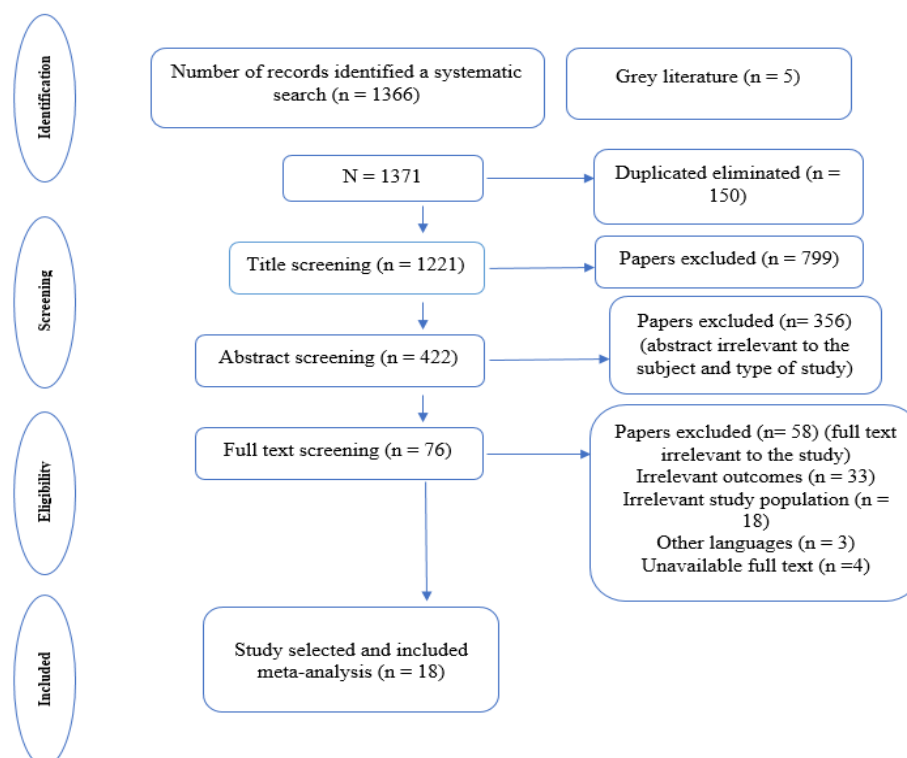 Identification
Number of records identified a systematic
search (n = 1366)
Grey literature (n = 5)
N = 1371
Duplicated eliminated (n =
150)
Screening
Title screening (n = 1221)
Papers excluded (n = 799)
Abstract screening (n = 422)
Papers excluded (n= 356)
(abstract irrelevant to the
subject and type of study)
Eligibility
Full text screening (n = 76)
Papers excluded (n= 58) (full text
irrelevant to the study)
Irrelevant outcomes (n = 33)
Irrelevant study population (n =
18)
Other languages (n = 3)
Unavailable full text (n =4)
Included
Study selected and included
meta-analysis (n = 18)